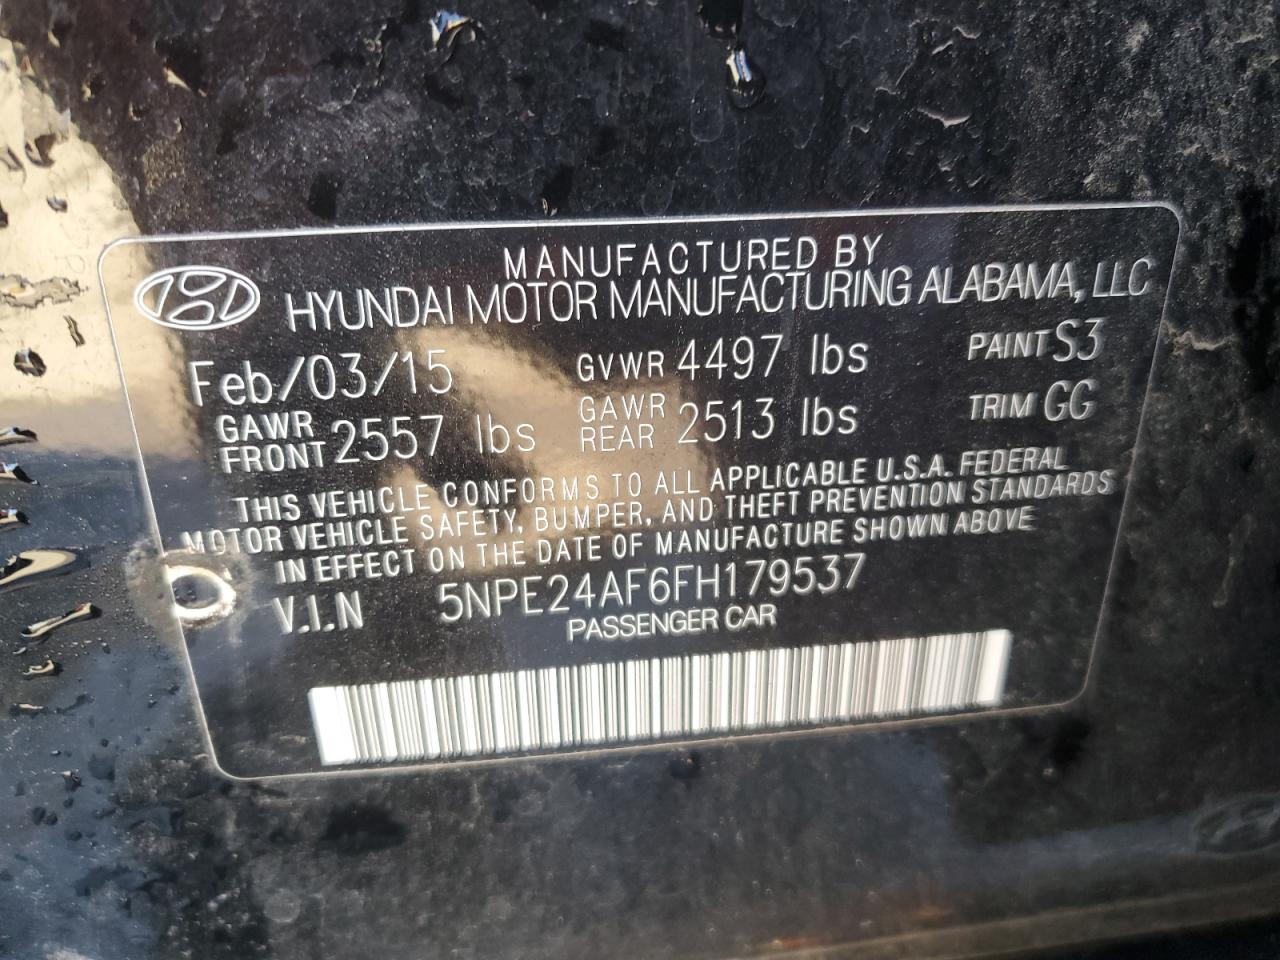 MANUFACTURED BY
HYUNDAI MOTOR MANUFACTURING ALABAMA, LLC
Feb/03/15 GVWR 4497 lbs PAINT S3
GAWR FRONT 2557 lbs GAWR REAR 2513 lbs TRIM GG
THIS VEHICLE CONFORMS TO ALL APPLICABLE U.S.A. FEDERAL
MOTOR VEHICLE SAFETY, BUMPER, AND THEFT PREVENTION STANDARDS
IN EFFECT ON THE DATE OF MANUFACTURE SHOWN ABOVE
V.I.N 5NPE24AF6FH179537
PASSENGER CAR